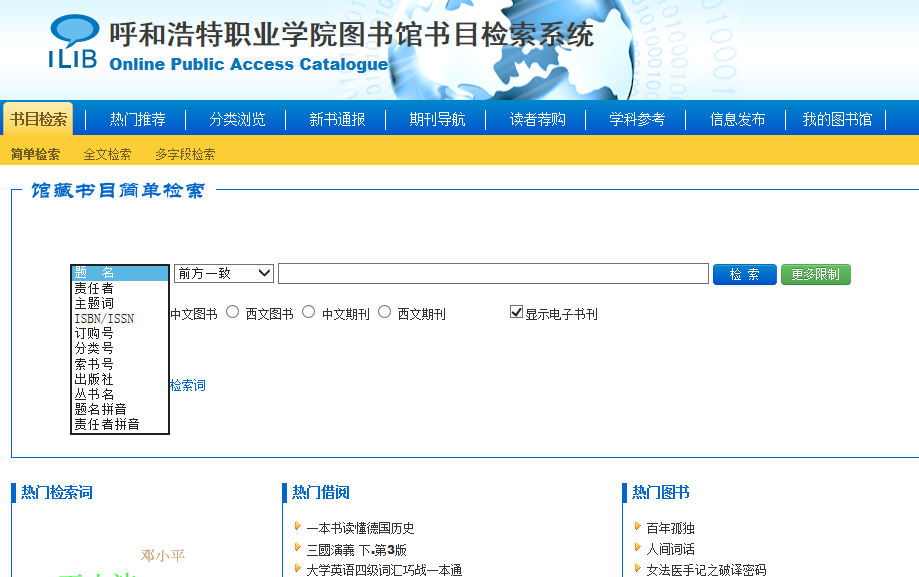 呼和浩特职业学院图书馆书目检索系统
ILIB
Online Public Access Catalogue
书目检索 热门推荐 分类浏览 新书通报 期刊导航 读者荐购 学科参考 信息发布 我的图书馆
简单检索 全文检索 多字段检索
馆藏书目简单检索
题 名 前方一致 检 索 更多限制
责任者
主题词
ISBN/ISSN
中文图书 西文图书 中文期刊 西文期刊 显示电子书刊
订购号
分类号
索书号
出版社
检索词
丛书名
题名拼音
责任者拼音
热门检索词 热门借阅 热门图书
一本书读懂德国历史 百年孤独
三國演義 下.第3版 人间词话
邓小平
大学英语四级词汇巧战一本通 女法医手记之破译密码